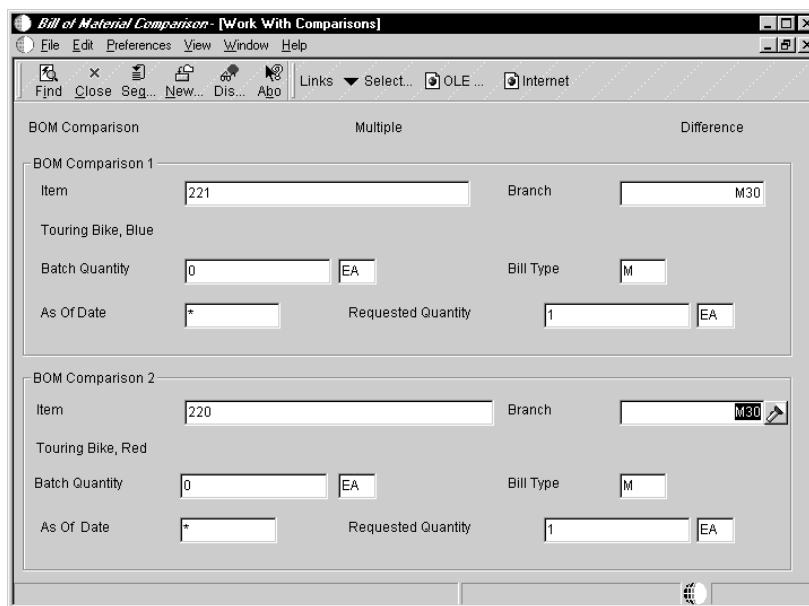 Bill of Material Comparison - [Work With Comparisons]
File Edit Preferences View Window Help
Find Close Seq... New... Dis... Abo Links Select... OLE ... Internet
BOM Comparison Multiple Difference
BOM Comparison 1
Item 221 Branch M30
Touring Bike, Blue
Batch Quantity 0 EA Bill Type M
As Of Date * Requested Quantity 1 EA
BOM Comparison 2
Item 220 Branch M30
Touring Bike, Red
Batch Quantity 0 EA Bill Type M
As Of Date * Requested Quantity 1 EA